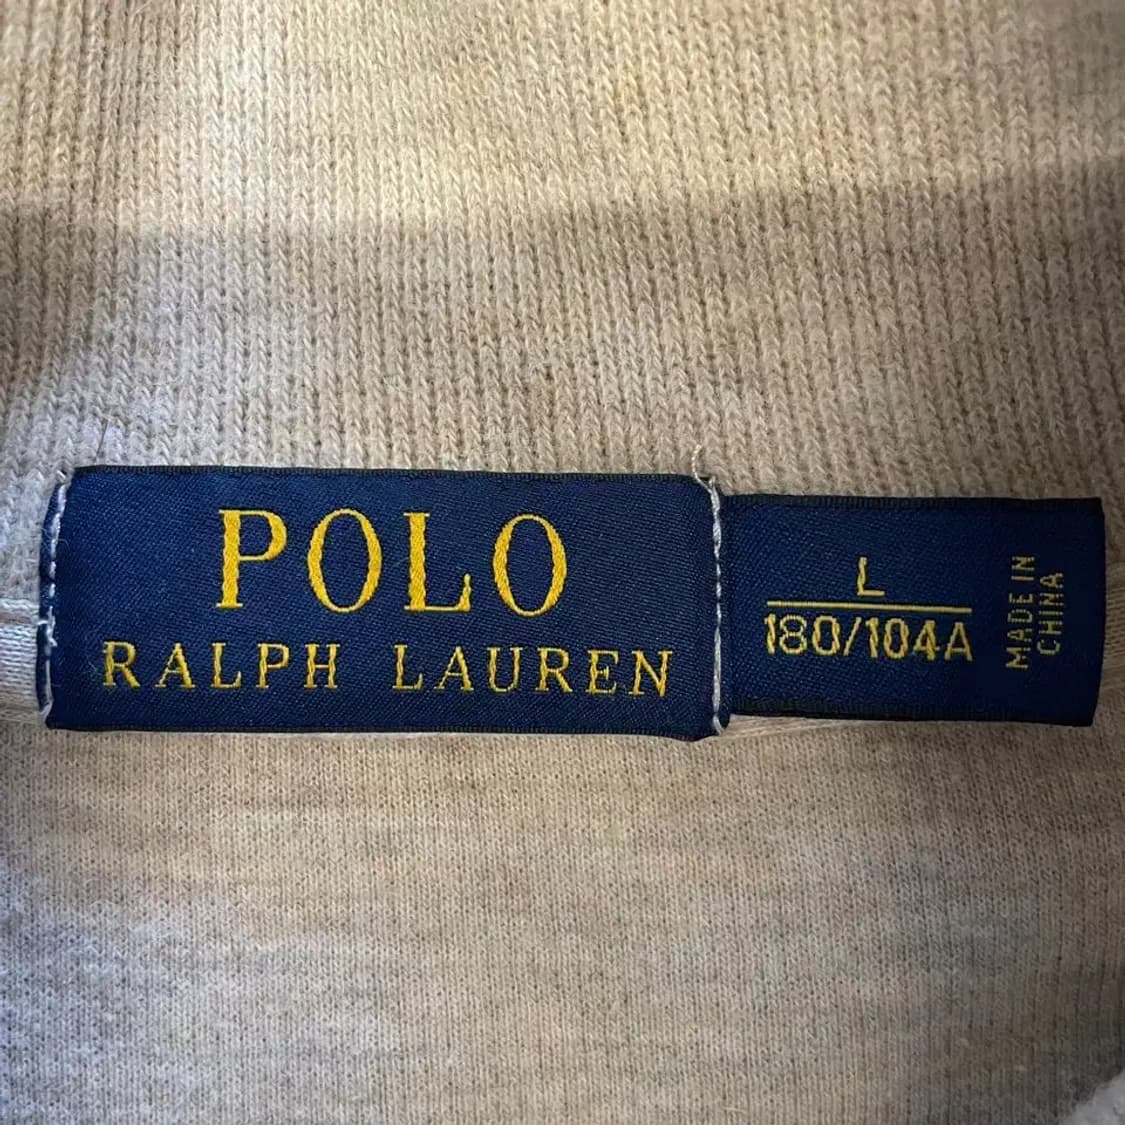 POLO
RALPH LAUREN
L
180/104A
MADE IN
CHINA